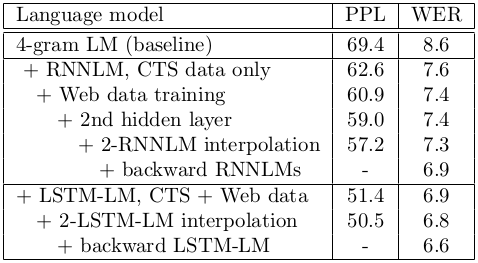 Language model PPL WER
4-gram LM (baseline) 69.4 8.6
+ RNNLM, CTS data only 62.6 7.6
+ Web data training 60.9 7.4
+ 2nd hidden layer 59.0 7.4
+ 2-RNNLM interpolation 57.2 7.3
+ backward RNNLMs - 6.9
+ LSTM-LM, CTS + Web data 51.4 6.9
+ 2-LSTM-LM interpolation 50.5 6.8
+ backward LSTM-LM - 6.6